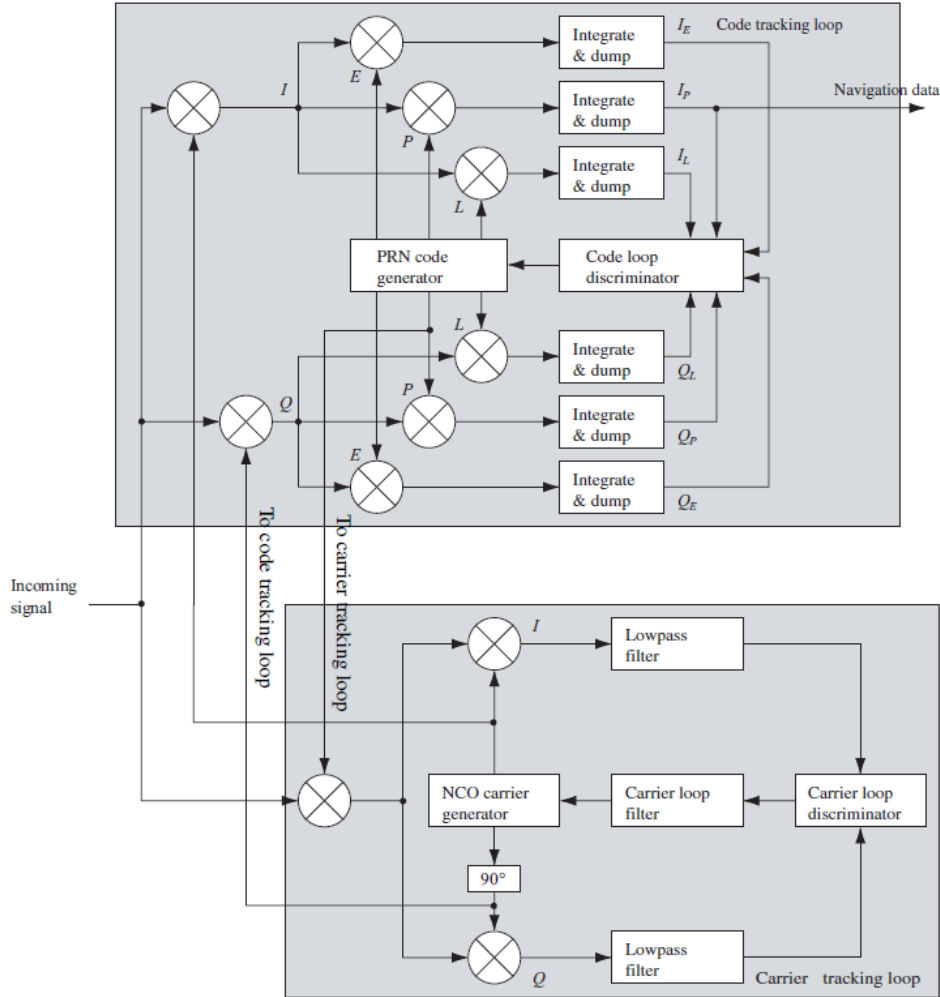 Integrate
& dump
I_E
Code tracking loop
E
I
Integrate
& dump
I_P
Navigation data
P
Integrate
& dump
I_L
L
PRN code
generator
Code loop
discriminator
L
Integrate
& dump
Q_L
Q
P
Integrate
& dump
Q_P
E
Integrate
& dump
Q_E
To code tracking loop
To carrier tracking loop
Incoming
signal
I
Lowpass
filter
NCO carrier
generator
Carrier loop
filter
Carrier loop
discriminator
90°
Q
Lowpass
filter
Carrier tracking loop